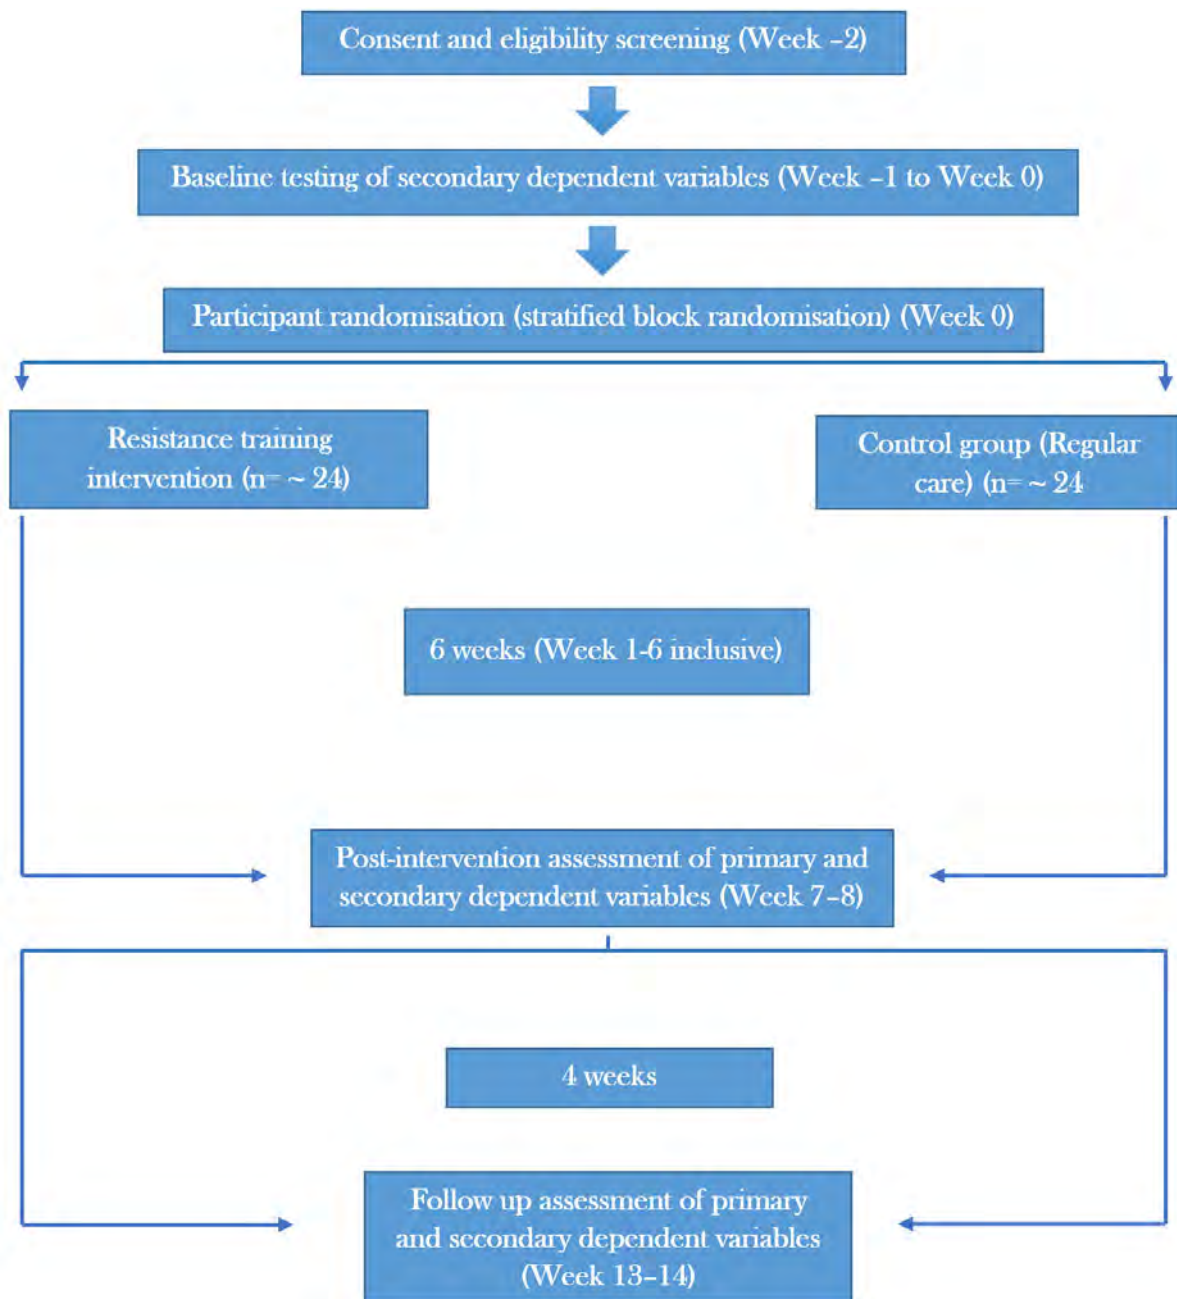 Consent and eligibility screening (Week –2)
Baseline testing of secondary dependent variables (Week –1 to Week 0)
Participant randomisation (stratified block randomisation) (Week 0)
Resistance training
intervention (n= ~ 24)
Control group (Regular
care) (n= ~ 24
6 weeks (Week 1-6 inclusive)
Post-intervention assessment of primary and
secondary dependent variables (Week 7–8)
4 weeks
Follow up assessment of primary
and secondary dependent variables
(Week 13–14)